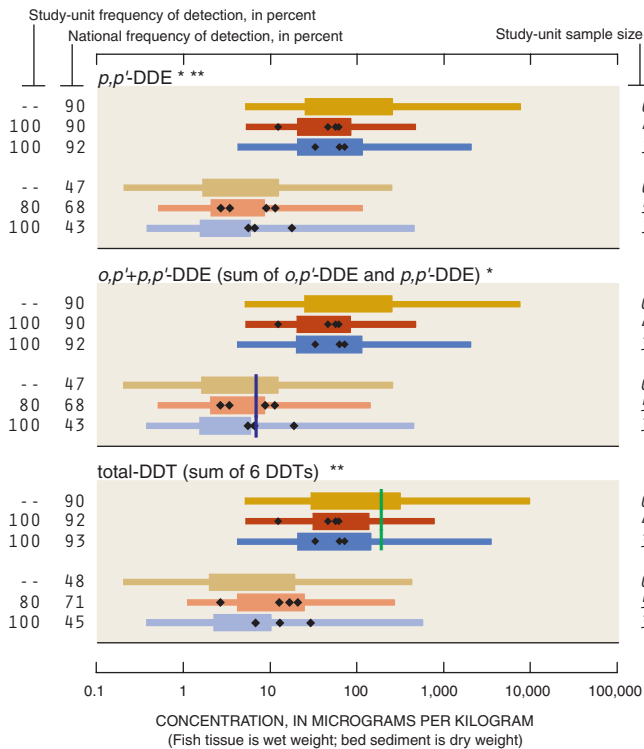 Study-unit frequency of detection, in percent
National frequency of detection, in percent
Study-unit sample size
p,p'-DDE * **
-- 90
100 90
100 92
-- 47
80 68
100 43
o,p'+p,p'-DDE (sum of o,p'-DDE and p,p'-DDE) *
-- 90
100 90
100 92
-- 47
80 68
100 43
total-DDT (sum of 6 DDTs) **
-- 90
100 92
100 93
-- 48
80 71
100 45
0.1 1 10 100 1,000 10,000 100,000
CONCENTRATION, IN MICROGRAMS PER KILOGRAM
(Fish tissue is wet weight; bed sediment is dry weight)